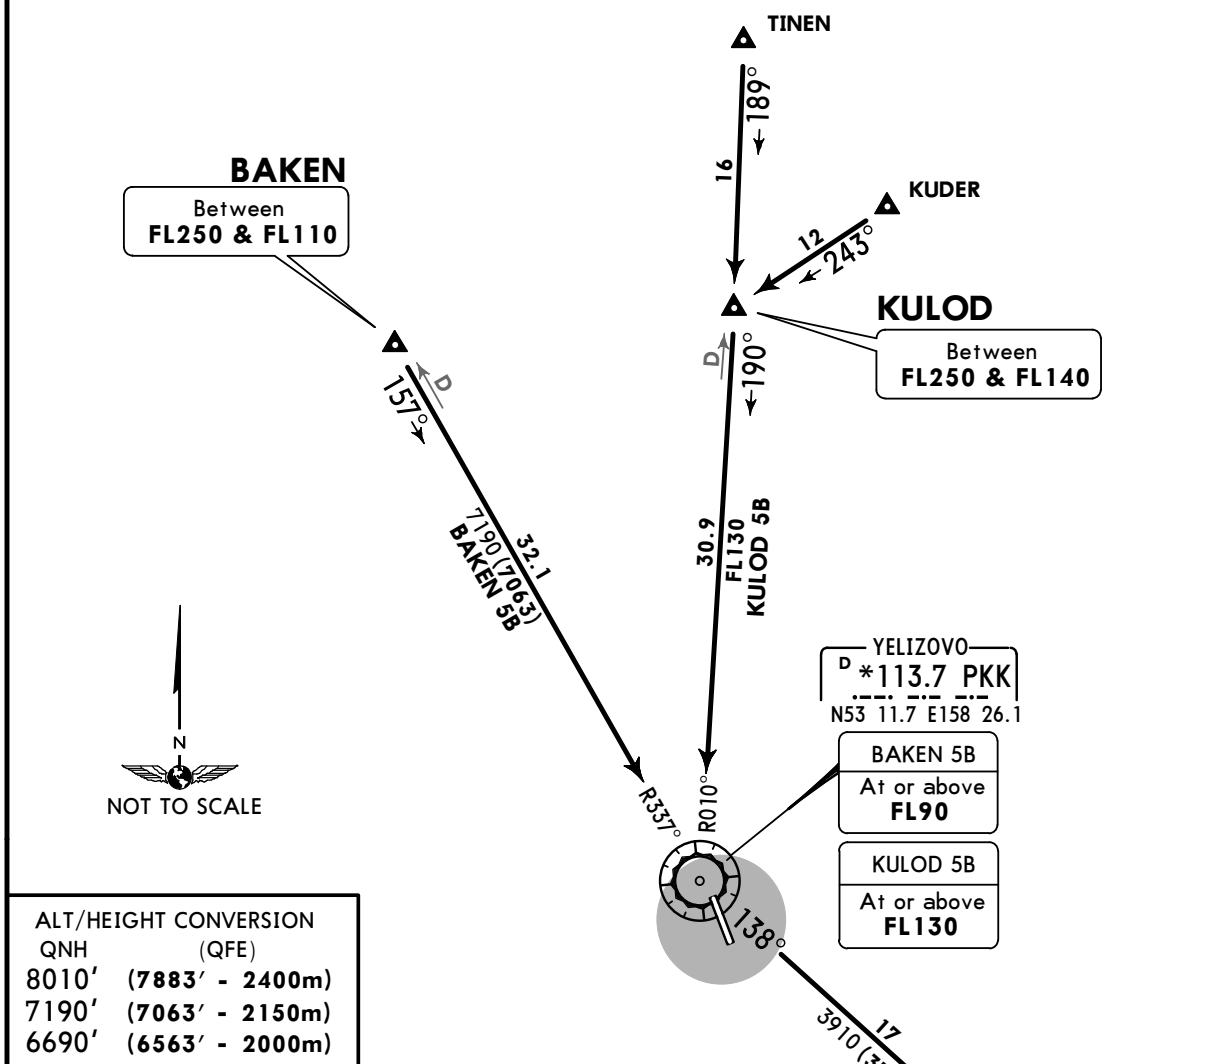 TINEN
189°
16
KUDER
12
243°
BAKEN
Between
FL250 & FL110
KULOD
Between
FL250 & FL140
D
157°
D
190°
32.1
7190 (7063)
BAKEN 5B
30.9
FL130
KULOD 5B
N
NOT TO SCALE
YELIZOVO
D *113.7 PKK
N53 11.7 E158 26.1
BAKEN 5B
At or above
FL90
KULOD 5B
At or above
FL130
R337°
R010°
138°
17
3910
ALT/HEIGHT CONVERSION
QNH (QFE)
8010' (7883' - 2400m)
7190' (7063' - 2150m)
6690' (6563' - 2000m)